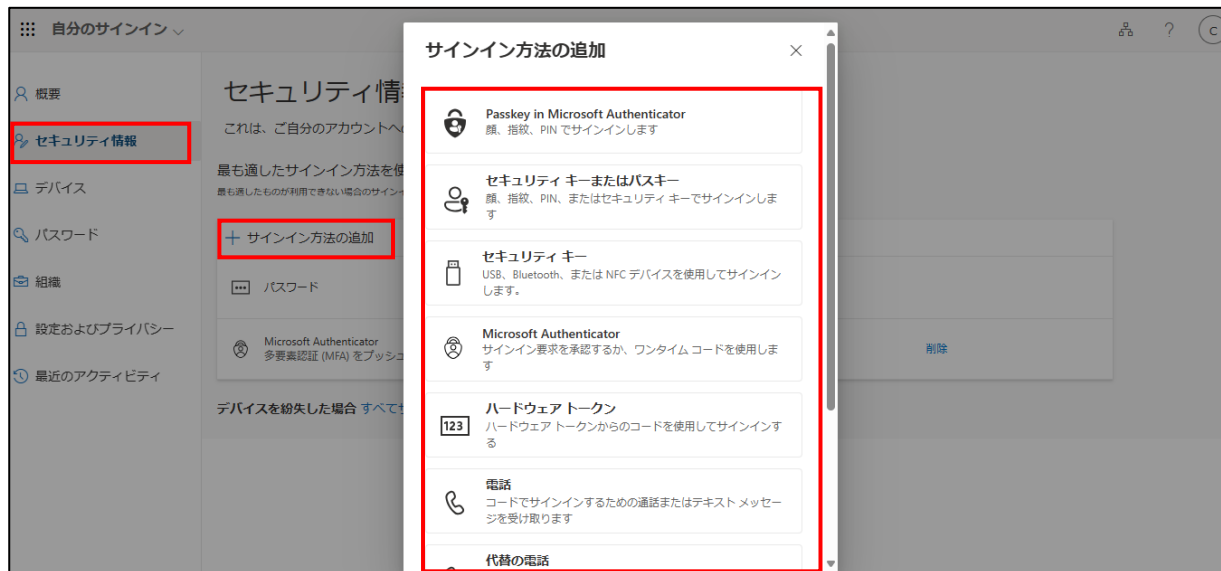 自分のサインイン
C
概要
セキュリティ情報
デバイス
パスワード
組織
設定およびプライバシー
最近のアクティビティ
セキュリティ情
これは、ご自分のアカウントへ
最も適したサインイン方法を使
最も適したものが利用できない場合のサインイ
サインイン方法の追加
パスワード
Microsoft Authenticator
多要素認証 (MFA) をプッシュ
削除
デバイスを紛失した場合 すべてサ
サインイン方法の追加
Passkey in Microsoft Authenticator
顔、指紋、PIN でサインインします
セキュリティ キーまたはパスキー
顔、指紋、PIN、またはセキュリティ キーでサインインしま
す
セキュリティ キー
USB、Bluetooth、または NFC デバイスを使用してサインイン
します。
Microsoft Authenticator
サインイン要求を承認するか、ワンタイム コードを使用しま
す
123
ハードウェア トークン
ハードウェア トークンからのコードを使用してサインインす
る
電話
コードでサインインするための通話またはテキスト メッセー
ジを受け取ります
代替の電話